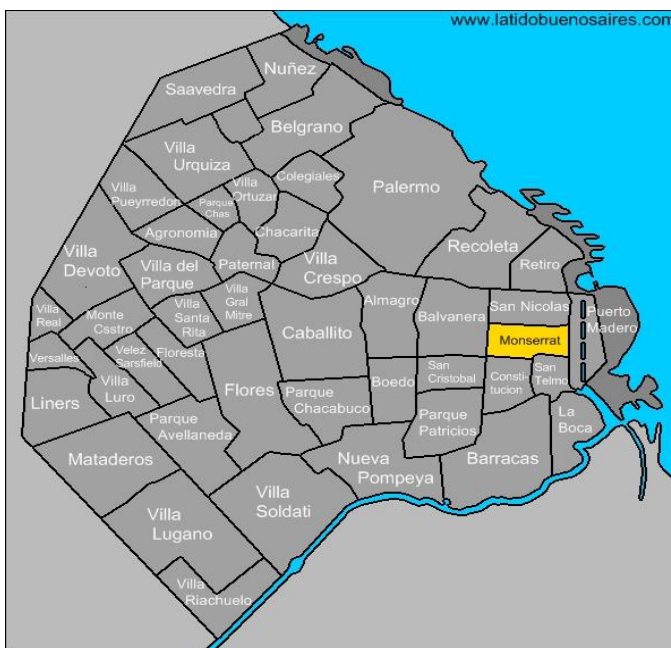 www.latidobuenosaires.com
Nuñez
Saavedra
Belgrano
Villa
Urquiza
Colegiales
Villa
Ortuzar
Villa
Pueyrredon
Parque
Chas
Palermo
Agronomia
Chacarita
Recoleta
Villa
Devoto
Villa del
Parque
Paternal
Villa
Crespo
Retiro
Villa
Real
Monte
Csstro
Villa
Santa
Rita
Villa
Gral
Mitre
Almagro
Balvanera
San Nicolas
Puerto
Madero
Caballito
Monserrat
Versalles
Velez
Sarsfield
Floresta
Liners
Villa
Luro
Flores
Parque
Chacabuco
Boedo
San
Cristobal
Consti
tucion
San
Telmo
Parque
Avellaneda
Parque
Patricios
La
Boca
Mataderos
Nueva
Pompeya
Barracas
Villa
Soldati
Villa
Lugano
Villa
Riachuelo